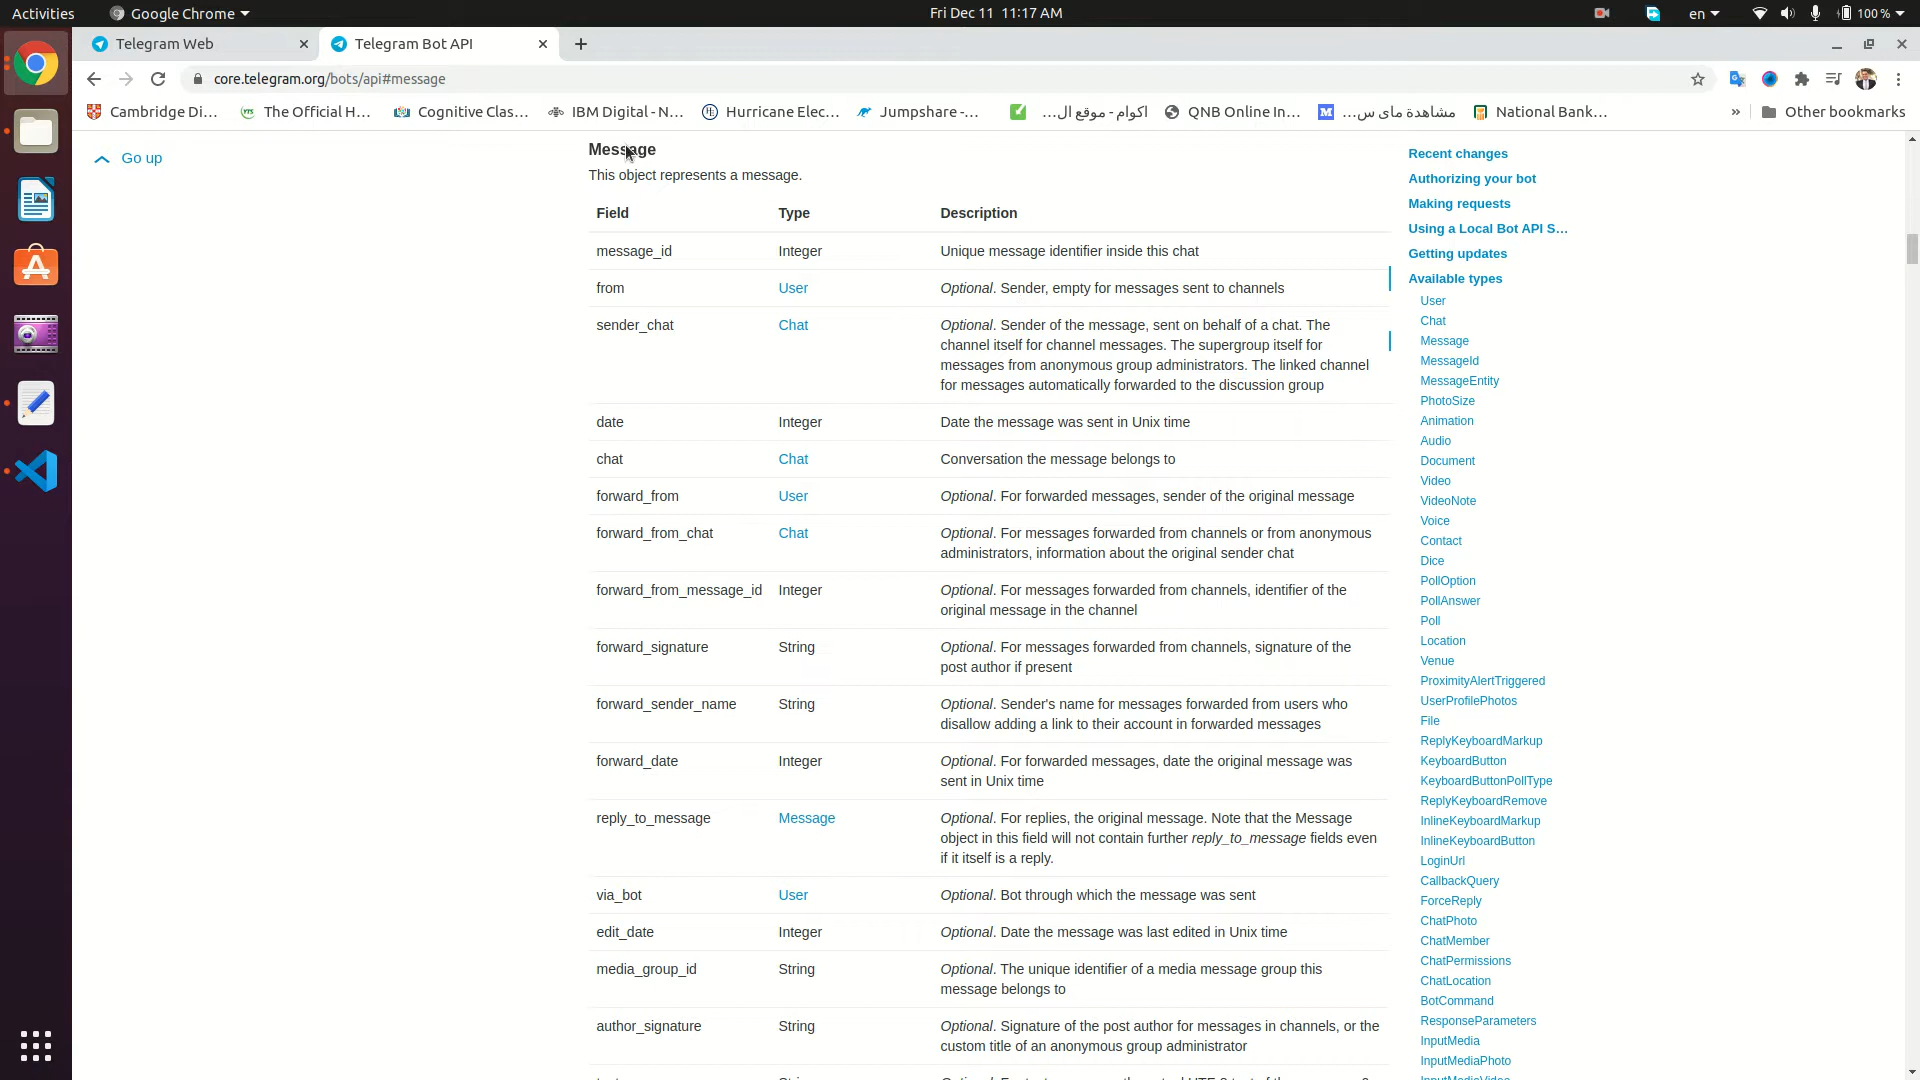 Activities
Google Chrome
Fri Dec 11 11:17 AM
en
100 %
Telegram Web
Telegram Bot API
core.telegram.org/bots/api#message
Cambridge Di...
The Official H...
Cognitive Clas...
IBM Digital - N...
Hurricane Elec...
Jumpshare -...
اكوام - موقع ال...
QNB Online In...
مشاهدة ماى س...
National Bank...
»
Other bookmarks
Go up
Message
This object represents a message.
Field Type Description
message_id Integer Unique message identifier inside this chat
from User Optional. Sender, empty for messages sent to channels
sender_chat Chat Optional. Sender of the message, sent on behalf of a chat. The
channel itself for channel messages. The supergroup itself for
messages from anonymous group administrators. The linked channel
for messages automatically forwarded to the discussion group
date Integer Date the message was sent in Unix time
chat Chat Conversation the message belongs to
forward_from User Optional. For forwarded messages, sender of the original message
forward_from_chat Chat Optional. For messages forwarded from channels or from anonymous
administrators, information about the original sender chat
forward_from_message_id Integer Optional. For messages forwarded from channels, identifier of the
original message in the channel
forward_signature String Optional. For messages forwarded from channels, signature of the
post author if present
forward_sender_name String Optional. Sender's name for messages forwarded from users who
disallow adding a link to their account in forwarded messages
forward_date Integer Optional. For forwarded messages, date the original message was
sent in Unix time
reply_to_message Message Optional. For replies, the original message. Note that the Message
object in this field will not contain further reply_to_message fields even
if it itself is a reply.
via_bot User Optional. Bot through which the message was sent
edit_date Integer Optional. Date the message was last edited in Unix time
media_group_id String Optional. The unique identifier of a media message group this
message belongs to
author_signature String Optional. Signature of the post author for messages in channels, or the
custom title of an anonymous group administrator
Recent changes
Authorizing your bot
Making requests
Using a Local Bot API S...
Getting updates
Available types
User
Chat
Message
MessageId
MessageEntity
PhotoSize
Animation
Audio
Document
Video
VideoNote
Voice
Contact
Dice
PollOption
PollAnswer
Poll
Location
Venue
ProximityAlertTriggered
UserProfilePhotos
File
ReplyKeyboardMarkup
KeyboardButton
KeyboardButtonPollType
ReplyKeyboardRemove
InlineKeyboardMarkup
InlineKeyboardButton
LoginUrl
CallbackQuery
ForceReply
ChatPhoto
ChatMember
ChatPermissions
ChatLocation
BotCommand
ResponseParameters
InputMedia
InputMediaPhoto
InputMediaVideo